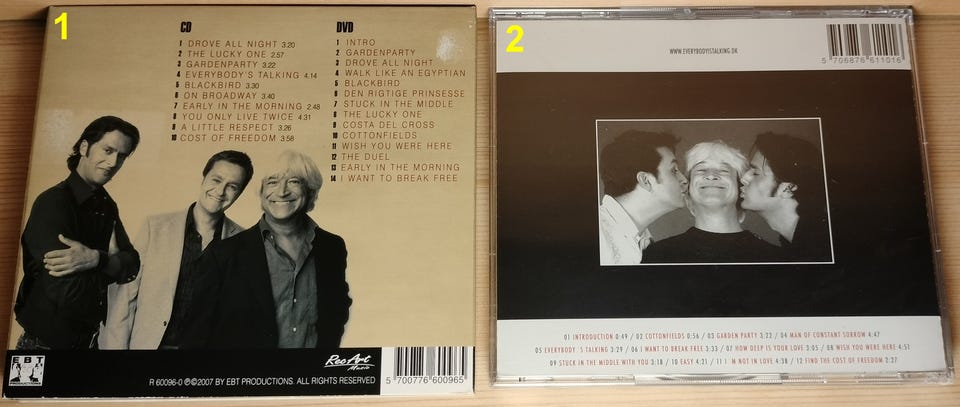 1
CD
1 DROVE ALL NIGHT 3.20
2 THE LUCKY ONE 2.57
3 GARDENPARTY 3.22
4 EVERYBODY'S TALKING 4.14
5 BLACKBIRD 3.30
6 ON BROADWAY 3.40
7 EARLY IN THE MORNING 2.48
8 YOU ONLY LIVE TWICE 4.31
9 A LITTLE RESPECT 3.26
10 COST OF FREEDOM 3.58
DVD
1 INTRO
2 GARDENPARTY
3 DROVE ALL NIGHT
4 WALK LIKE AN EGYPTIAN
5 BLACKBIRD
6 DEN RIGTIGE PRINSESSE
7 STUCK IN THE MIDDLE
8 THE LUCKY ONE
9 COSTA DEL CROSS
10 COTTONFIELDS
11 WISH YOU WERE HERE
12 THE DUEL
13 EARLY IN THE MORNING
14 I WANT TO BREAK FREE
EBT
PRODUCTIONS
RecArt
Music
R 60096-0 ℗©2007 BY EBT PRODUCTIONS. ALL RIGHTS RESERVED
5 700776 600965
2
WWW.EVERYBODYISTALKING.DK
5 706876 611016
01 INTRODUCTION 0:49 / 02 COTTONFIELDS 0:56 / 03 GARDEN PARTY 3:22 / 04 MAN OF CONSTANT SORROW 4:47
05 EVERYBODY´S TALKING 3:29 / 06 I WANT TO BREAK FREE 3:33 / 07 HOW DEEP IS YOUR LOVE 3:05 / 08 WISH YOU WERE HERE 4:51
09 STUCK IN THE MIDDLE WITH YOU 3:18 / 10 EASY 4:21 / 11 I´M NOT IN LOVE 4:38 / 12 FIND THE COST OF FREEDOM 2:27